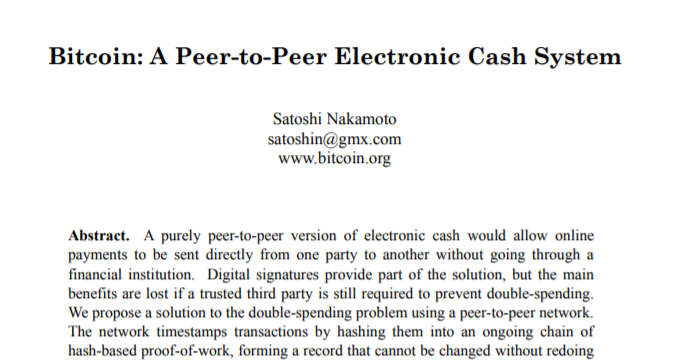 Bitcoin: A Peer-to-Peer Electronic Cash System
Satoshi Nakamoto
satoshin@gmx.com
www.bitcoin.org
Abstract. A purely peer-to-peer version of electronic cash would allow online
payments to be sent directly from one party to another without going through a
financial institution. Digital signatures provide part of the solution, but the main
benefits are lost if a trusted third party is still required to prevent double-spending.
We propose a solution to the double-spending problem using a peer-to-peer network.
The network timestamps transactions by hashing them into an ongoing chain of
hash-based proof-of-work, forming a record that cannot be changed without redoing